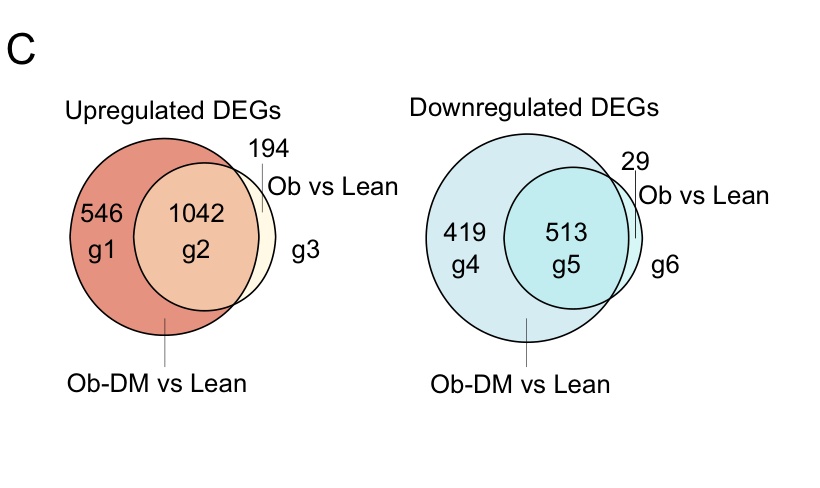 C
Upregulated DEGs
194
Ob vs Lean
546
g1
1042
g2
g3
Ob-DM vs Lean
Downregulated DEGs
29
Ob vs Lean
419
g4
513
g5
g6
Ob-DM vs Lean